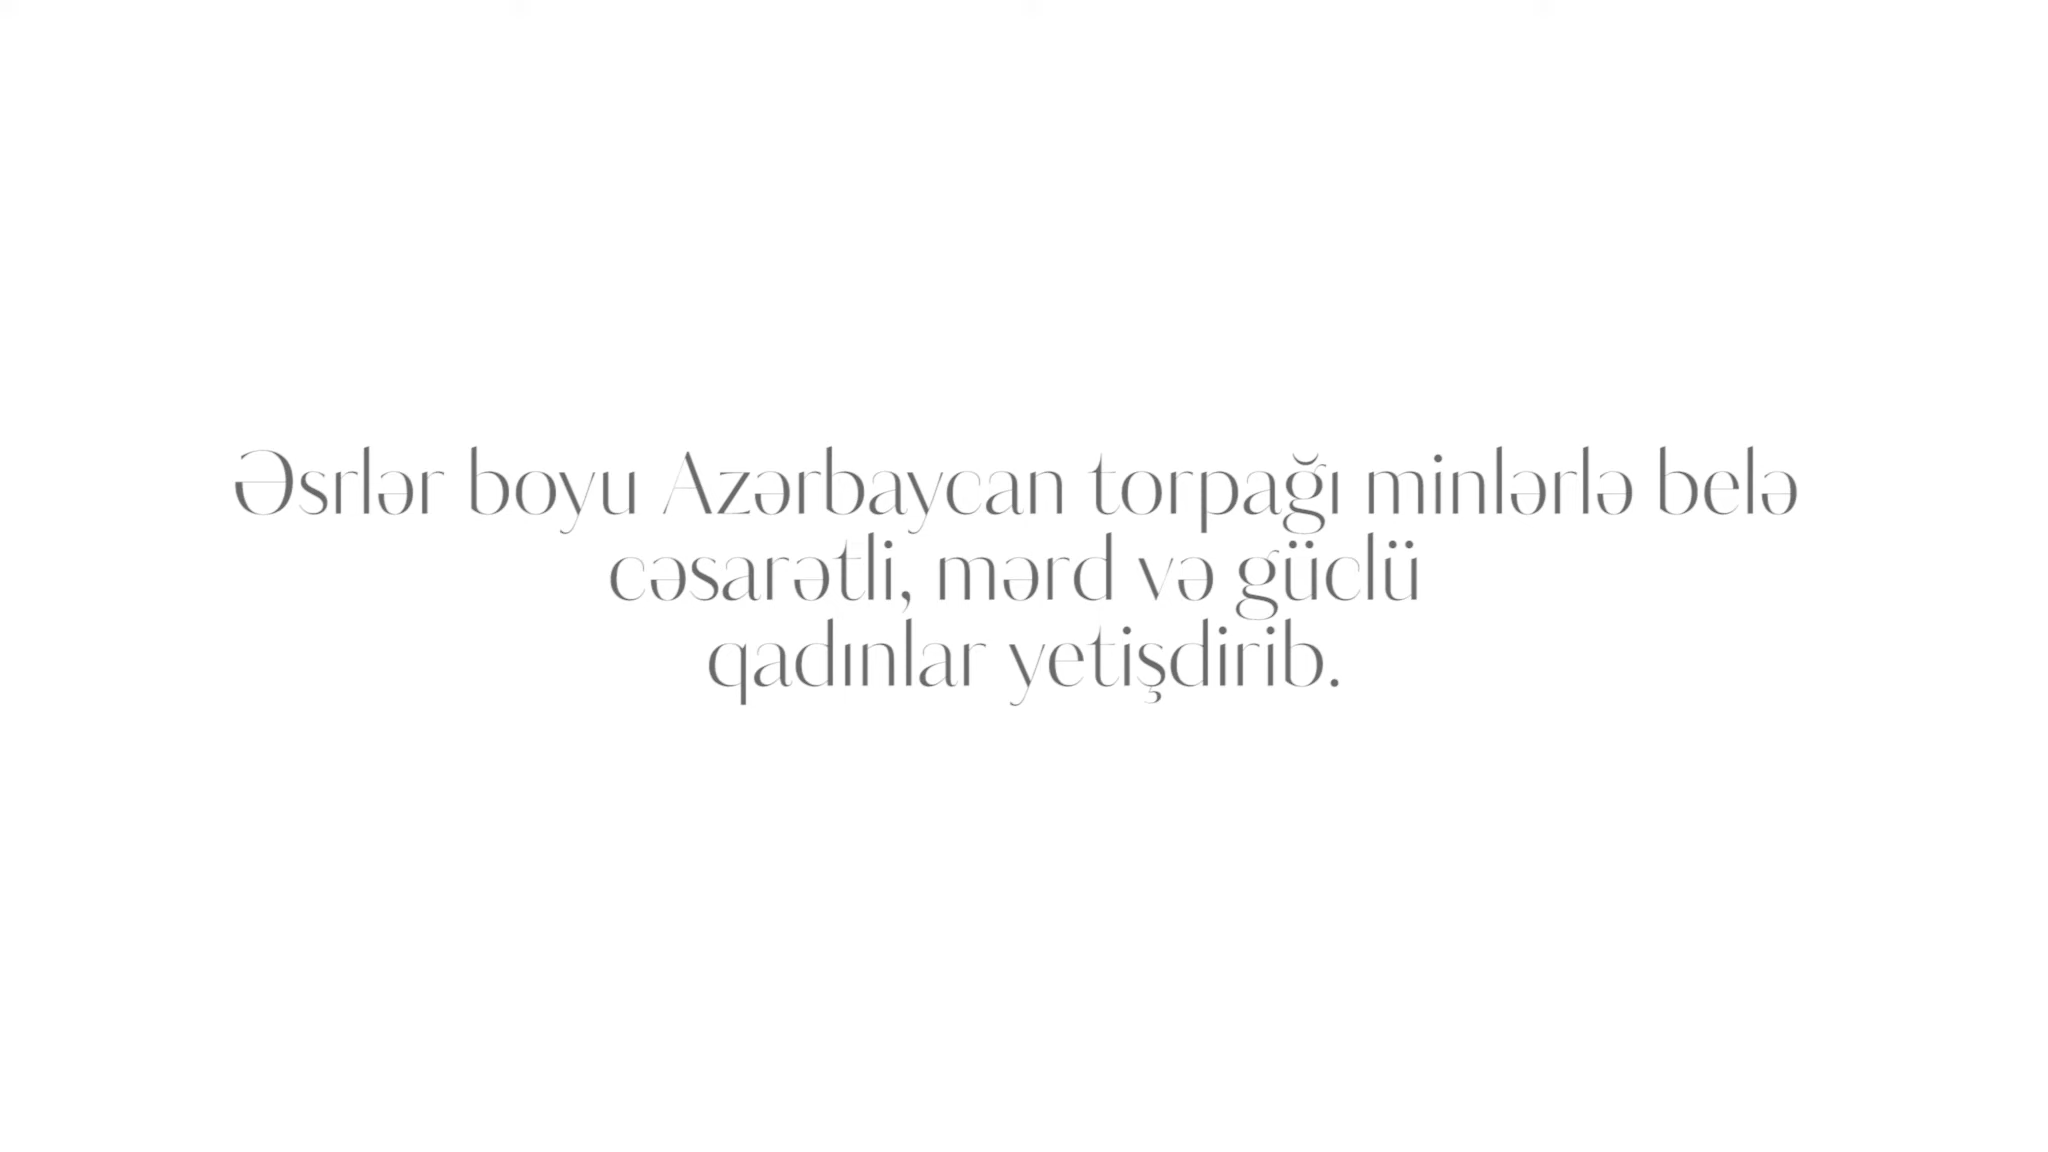 Əsrlər boyu Azərbaycan torpağı minlərlə belə
cəsarətli, mərd və güclü
qadınlar yetişdirib.